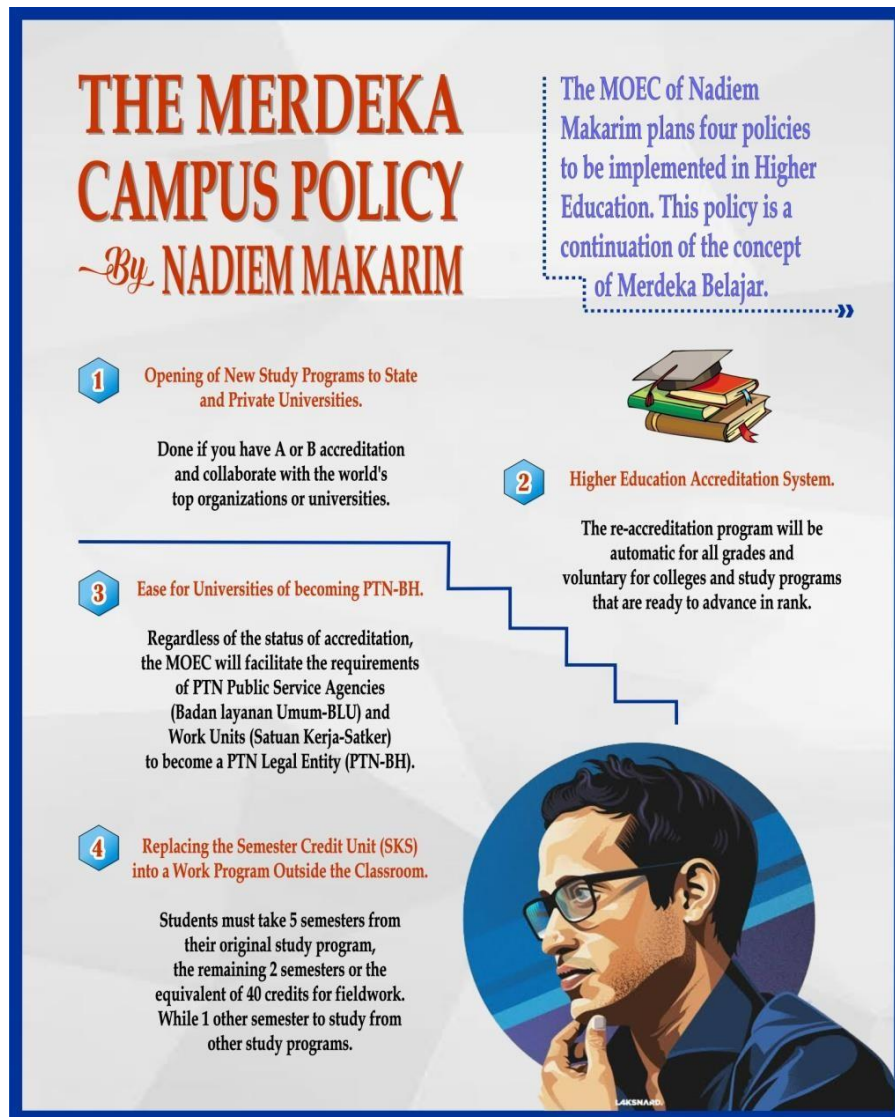 THE MERDEKA
CAMPUS POLICY
By NADIEM MAKARIM
The MOEC of Nadiem
Makarim plans four policies
to be implemented in Higher
Education. This policy is a
continuation of the concept
of Merdeka Belajar.
1
Opening of New Study Programs to State
and Private Universities.
Done if you have A or B accreditation
and collaborate with the world's
top organizations or universities.
2
Higher Education Accreditation System.
The re-accreditation program will be
automatic for all grades and
voluntary for colleges and study programs
that are ready to advance in rank.
3
Ease for Universities of becoming PTN-BH.
Regardless of the status of accreditation,
the MOEC will facilitate the requirements
of PTN Public Service Agencies
(Badan layanan Umum-BLU) and
Work Units (Satuan Kerja-Satker)
to become a PTN Legal Entity (PTN-BH).
4
Replacing the Semester Credit Unit (SKS)
into a Work Program Outside the Classroom.
Students must take 5 semesters from
their original study program,
the remaining 2 semesters or the
equivalent of 40 credits for fieldwork.
While 1 other semester to study from
other study programs.
LAKSNARD.